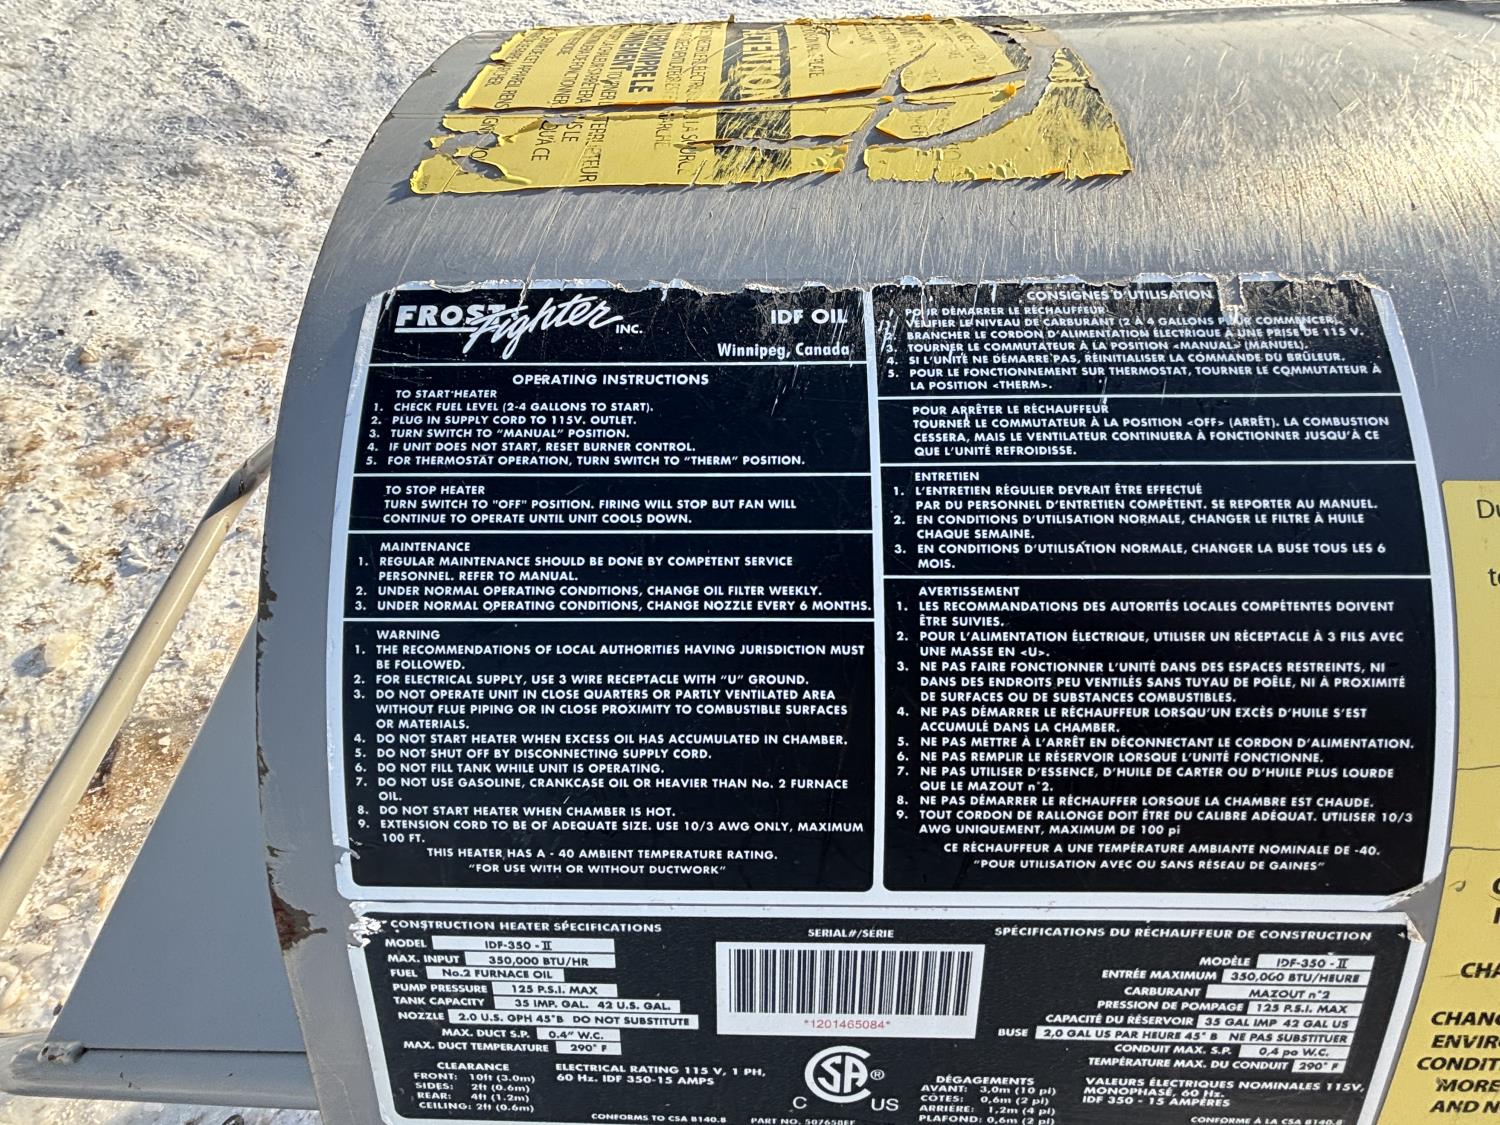 ATTENTION
INTERROMPRE LE
FROST Fighter INC.
IDF OIL
Winnipeg, Canada
OPERATING INSTRUCTIONS
TO START HEATER
1. CHECK FUEL LEVEL (2-4 GALLONS TO START).
2. PLUG IN SUPPLY CORD TO 115V. OUTLET.
3. TURN SWITCH TO "MANUAL" POSITION.
4. IF UNIT DOES NOT START, RESET BURNER CONTROL.
5. FOR THERMOSTAT OPERATION, TURN SWITCH TO "THERM" POSITION.
TO STOP HEATER
TURN SWITCH TO "OFF" POSITION. FIRING WILL STOP BUT FAN WILL
CONTINUE TO OPERATE UNTIL UNIT COOLS DOWN.
MAINTENANCE
1. REGULAR MAINTENANCE SHOULD BE DONE BY COMPETENT SERVICE
PERSONNEL. REFER TO MANUAL.
2. UNDER NORMAL OPERATING CONDITIONS, CHANGE OIL FILTER WEEKLY.
3. UNDER NORMAL OPERATING CONDITIONS, CHANGE NOZZLE EVERY 6 MONTHS.
WARNING
1. THE RECOMMENDATIONS OF LOCAL AUTHORITIES HAVING JURISDICTION MUST
BE FOLLOWED.
2. FOR ELECTRICAL SUPPLY, USE 3 WIRE RECEPTACLE WITH "U" GROUND.
3. DO NOT OPERATE UNIT IN CLOSE QUARTERS OR PARTLY VENTILATED AREA
WITHOUT FLUE PIPING OR IN CLOSE PROXIMITY TO COMBUSTIBLE SURFACES
OR MATERIALS.
4. DO NOT START HEATER WHEN EXCESS OIL HAS ACCUMULATED IN CHAMBER.
5. DO NOT SHUT OFF BY DISCONNECTING SUPPLY CORD.
6. DO NOT FILL TANK WHILE UNIT IS OPERATING.
7. DO NOT USE GASOLINE, CRANKCASE OIL OR HEAVIER THAN No. 2 FURNACE
OIL.
8. DO NOT START HEATER WHEN CHAMBER IS HOT.
9. EXTENSION CORD TO BE OF ADEQUATE SIZE. USE 10/3 AWG ONLY, MAXIMUM
100 FT.
THIS HEATER HAS A - 40 AMBIENT TEMPERATURE RATING.
"FOR USE WITH OR WITHOUT DUCTWORK"
CONSIGNES D'UTILISATION
POUR DÉMARRER LE RÉCHAUFFEUR
1. VÉRIFIER LE NIVEAU DE CARBURANT (2 À 4 GALLONS POUR COMMENCER).
2. BRANCHER LE CORDON D'ALIMENTATION ÉLECTRIQUE À UNE PRISE DE 115 V.
3. TOURNER LE COMMUTATEUR À LA POSITION <MANUAL> (MANUEL).
4. SI L'UNITÉ NE DÉMARRE PAS, RÉINITIALISER LA COMMANDE DU BRÛLEUR.
5. POUR LE FONCTIONNEMENT SUR THERMOSTAT, TOURNER LE COMMUTATEUR À
LA POSITION <THERM>.
POUR ARRÊTER LE RÉCHAUFFEUR
TOURNER LE COMMUTATEUR À LA POSITION <OFF> (ARRÊT). LA COMBUSTION
CESSERA, MAIS LE VENTILATEUR CONTINUERA À FONCTIONNER JUSQU'À CE
QUE L'UNITÉ REFROIDISSE.
ENTRETIEN
1. L'ENTRETIEN RÉGULIER DEVRAIT ÊTRE EFFECTUÉ
PAR DU PERSONNEL D'ENTRETIEN COMPÉTENT. SE REPORTER AU MANUEL.
2. EN CONDITIONS D'UTILISATION NORMALE, CHANGER LE FILTRE À HUILE
CHAQUE SEMAINE.
3. EN CONDITIONS D'UTILISATION NORMALE, CHANGER LA BUSE TOUS LES 6
MOIS.
AVERTISSEMENT
1. LES RECOMMANDATIONS DES AUTORITÉS LOCALES COMPÉTENTES DOIVENT
ÊTRE SUIVIES.
2. POUR L'ALIMENTATION ÉLECTRIQUE, UTILISER UN RÉCEPTACLE À 3 FILS AVEC
UNE MASSE EN <U>.
3. NE PAS FAIRE FONCTIONNER L'UNITÉ DANS DES ESPACES RESTREINTS, NI
DANS DES ENDROITS PEU VENTILÉS SANS TUYAU DE POÊLE, NI À PROXIMITÉ
DE SURFACES OU DE SUBSTANCES COMBUSTIBLES.
4. NE PAS DÉMARRER LE RÉCHAUFFEUR LORSQU'UN EXCÈS D'HUILE S'EST
ACCUMULÉ DANS LA CHAMBER.
5. NE PAS METTRE À L'ARRÊT EN DÉCONNECTANT LE CORDON D'ALIMENTATION.
6. NE PAS REMPLIR LE RÉSERVOIR LORSQUE L'UNITÉ FONCTIONNE.
7. NE PAS UTILISER D'ESSENCE, D'HUILE DE CARTER OU D'HUILE PLUS LOURDE
QUE LE MAZOUT n°2.
8. NE PAS DÉMARRER LE RÉCHAUFFER LORSQUE LA CHAMBRE EST CHAUDE.
9. TOUT CORDON DE RALLONGE DOIT ÊTRE DU CALIBRE ADÉQUAT. UTILISER 10/3
AWG UNIQUEMENT, MAXIMUM DE 100 pi
CE RÉCHAUFFEUR A UNE TEMPÉRATURE AMBIANTE NOMINALE DE -40.
"POUR UTILISATION AVEC OU SANS RÉSEAU DE GAINES"
CONSTRUCTION HEATER SPECIFICATIONS
MODEL IDF-350 - II
MAX. INPUT 350,000 BTU/HR
FUEL No.2 FURNACE OIL
PUMP PRESSURE 125 P.S.I. MAX
TANK CAPACITY 35 IMP. GAL. 42 U.S. GAL.
NOZZLE 2.0 U.S. GPH 45°B DO NOT SUBSTITUTE
MAX. DUCT S.P. 0.4" W.C.
MAX. DUCT TEMPERATURE 290° F
CLEARANCE
FRONT: 10ft (3.0m)
SIDES: 2ft (0.6m)
REAR: 4ft (1.2m)
CEILING: 2ft (0.6m)
ELECTRICAL RATING 115 V, 1 PH,
60 Hz. IDF 350-15 AMPS
CONFORMS TO CSA B140.8
SERIAL#/SÉRIE
*1201465084*
CSA ®
C US
PART NO. 507650EF
SPÉCIFICATIONS DU RÉCHAUFFEUR DE CONSTRUCTION
MODÈLE IDF-350 - II
ENTRÉE MAXIMUM 350,000 BTU/HEURE
CARBURANT MAZOUT n°2
PRESSION DE POMPAGE 125 P.S.I. MAX
CAPACITÉ DU RÉSERVOIR 35 GAL IMP 42 GAL US
BUSE 2,0 GAL US PAR HEURE 45° B NE PAS SUBSTITUER
CONDUIT MAX. S.P. 0,4 po W.C.
TEMPÉRATURE MAX. DU CONDUIT 290° F
DÉGAGEMENTS
AVANT: 3,0m (10 pi)
CÔTES: 0,6m (2 pi)
ARRIÈRE: 1,2m (4 pi)
PLAFOND: 0,6m (2 pi)
VALEURS ÉLECTRIQUES NOMINALES 115V,
MONOPHASÉ, 60 Hz.
IDF 350 - 15 AMPÈRES
CONFORME À LA CSA B140.8
CHANG
ENVIR
CONDIT
MORE
AND N